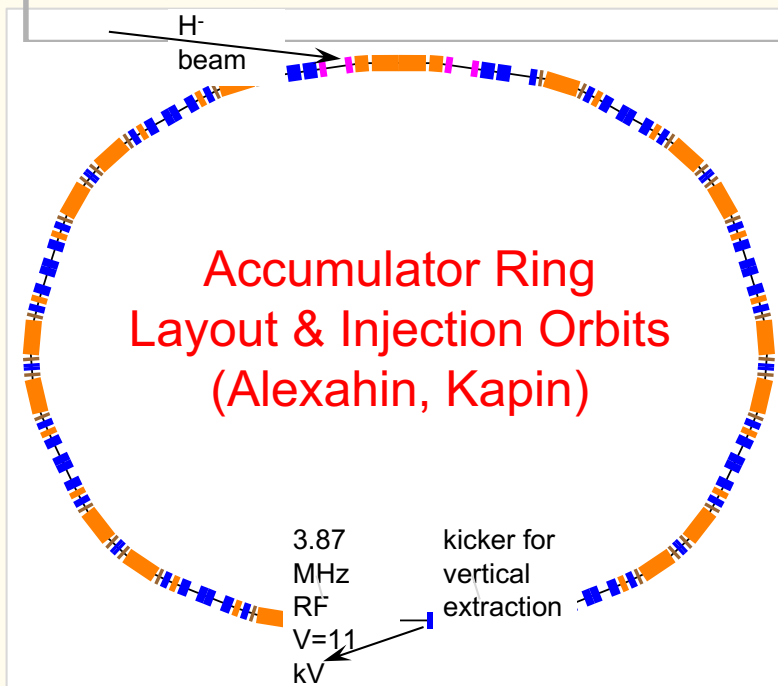 H-
beam
Accumulator Ring
Layout & Injection Orbits
(Alexahin, Kapin)
3.87
MHz
RF
V=11
kV
kicker for
vertical
extraction